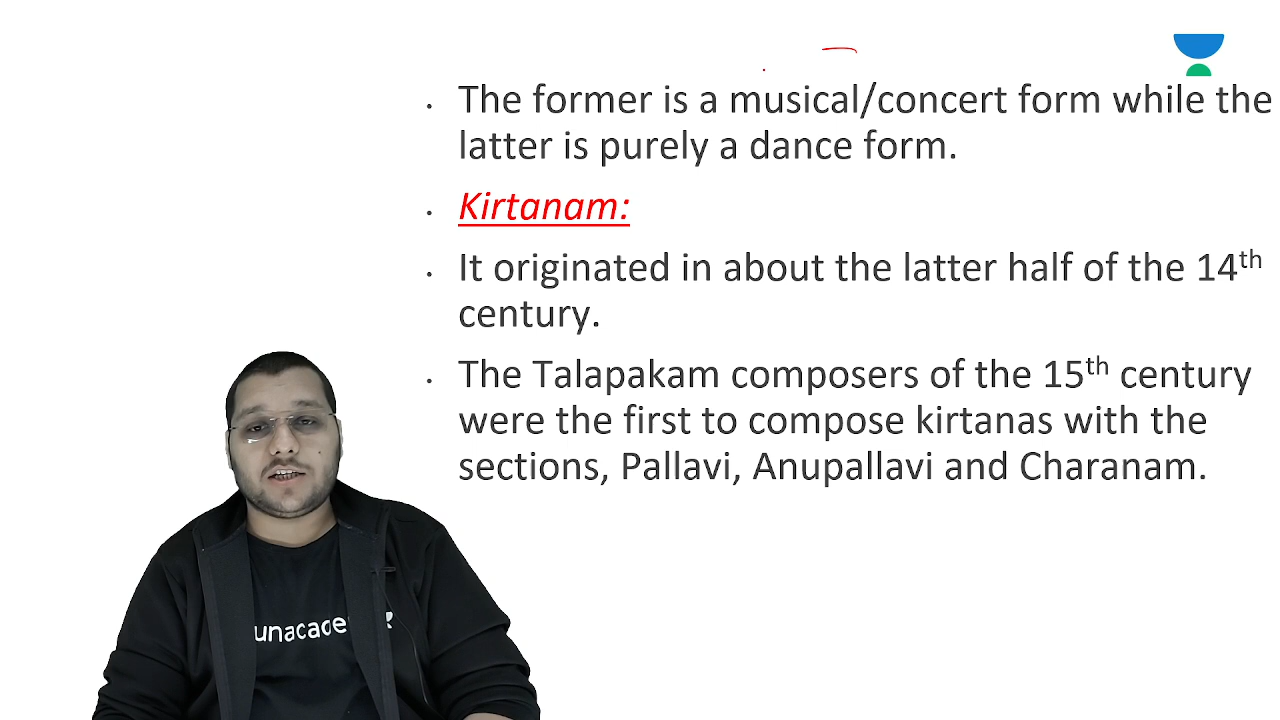 The former is a musical/concert form while the
latter is purely a dance form.
Kirtanam:
It originated in about the latter half of the 14th
century.
The Talapakam composers of the 15th century
were the first to compose kirtanas with the
sections, Pallavi, Anupallavi and Charanam.